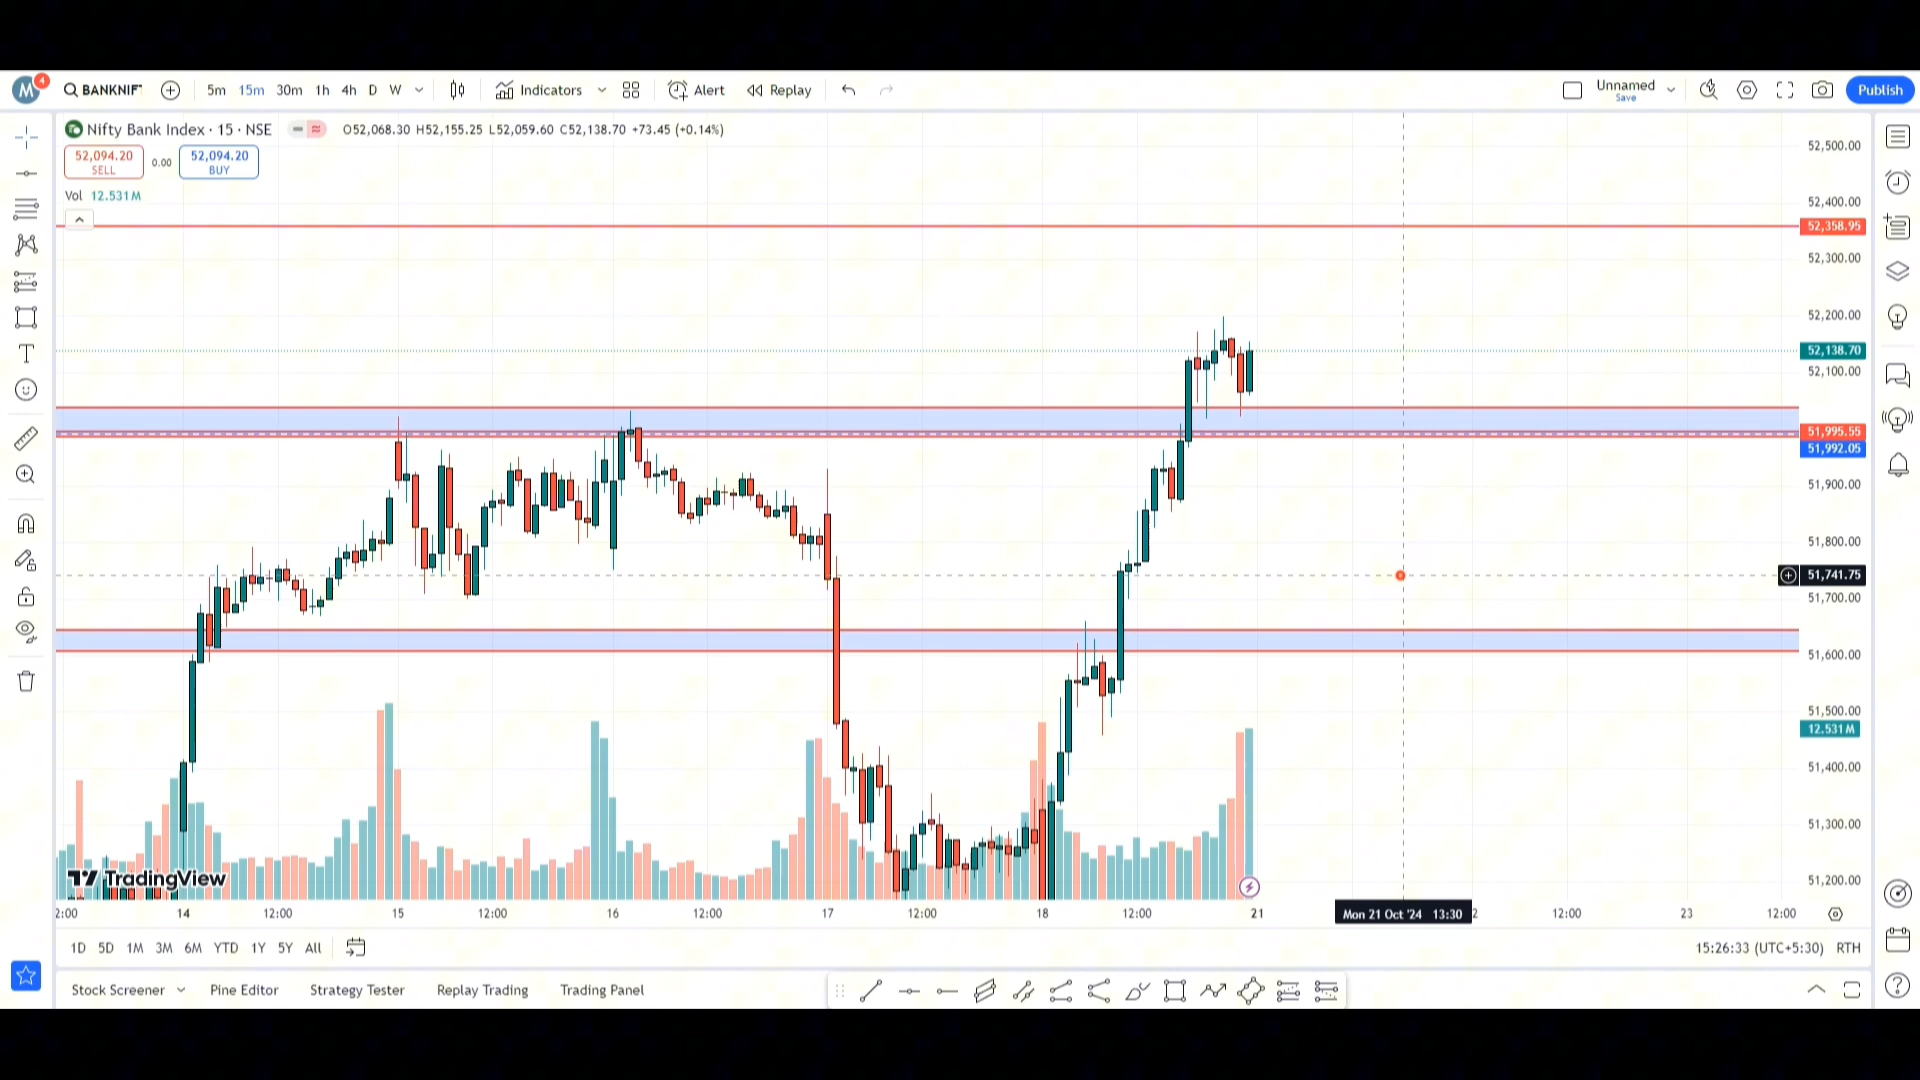 M 4 BANKNIF 5m 15m 30m 1h 4h D W Indicators Alert Replay Unnamed Save Publish
Nifty Bank Index · 15 · NSE O52,068.30 H52,155.25 L52,059.60 C52,138.70 +73.45 (+0.14%)
52,094.20 SELL 0.00 52,094.20 BUY
Vol 12.531M
52,500.00
52,400.00
52,358.95
52,300.00
52,200.00
52,138.70
52,100.00
51,995.55
51,992.05
51,900.00
51,800.00
51,741.75
51,700.00
51,600.00
51,500.00
12.531M
51,400.00
51,300.00
51,200.00
TradingView
2:00 14 12:00 15 12:00 16 12:00 17 12:00 18 12:00 21 Mon 21 Oct '24 13:30 2 12:00 23 12:00
1D 5D 1M 3M 6M YTD 1Y 5Y All 15:26:33 (UTC+5:30) RTH
Stock Screener Pine Editor Strategy Tester Replay Trading Trading Panel